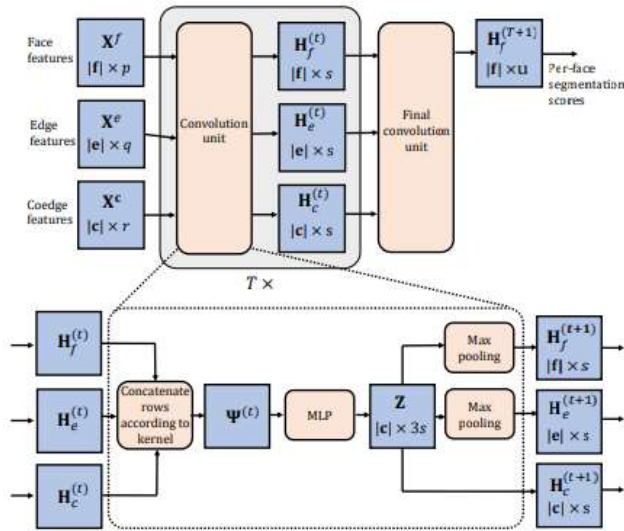 Face
features
X^f
|f| × p
Edge
features
X^e
|e| × q
Coedge
features
X^c
|c| × r
Convolution
unit
H_f^(t)
|f| × s
H_e^(t)
|e| × s
H_c^(t)
|c| × s
Final
convolution
unit
H_f^(T+1)
|f| × u
Per-face
segmentation
scores
T ×
H_f^(t)
H_e^(t)
H_c^(t)
Concatenate
rows
according to
kernel
Ψ^(t)
MLP
Z
|c| × 3s
Max
pooling
Max
pooling
H_f^(t+1)
|f| × s
H_e^(t+1)
|e| × s
H_c^(t+1)
|c| × s